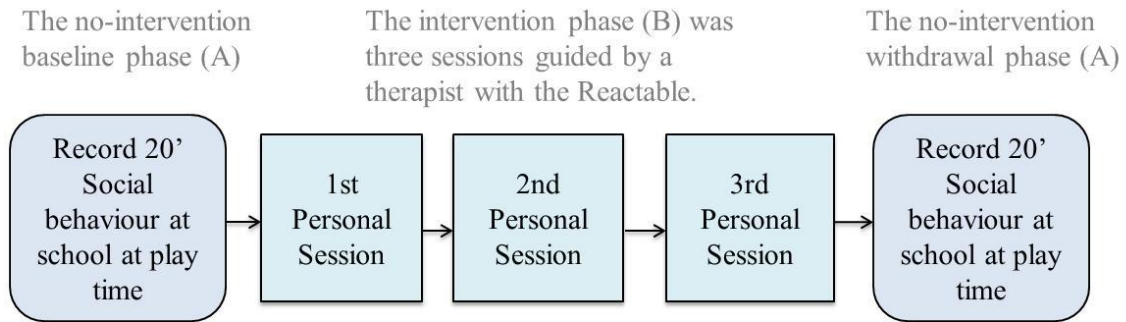 The no-intervention
baseline phase (A)
The intervention phase (B) was
three sessions guided by a
therapist with the Reactable.
The no-intervention
withdrawal phase (A)
Record 20’
Social
behaviour at
school at play
time
1st
Personal
Session
2nd
Personal
Session
3rd
Personal
Session
Record 20’
Social
behaviour at
school at play
time